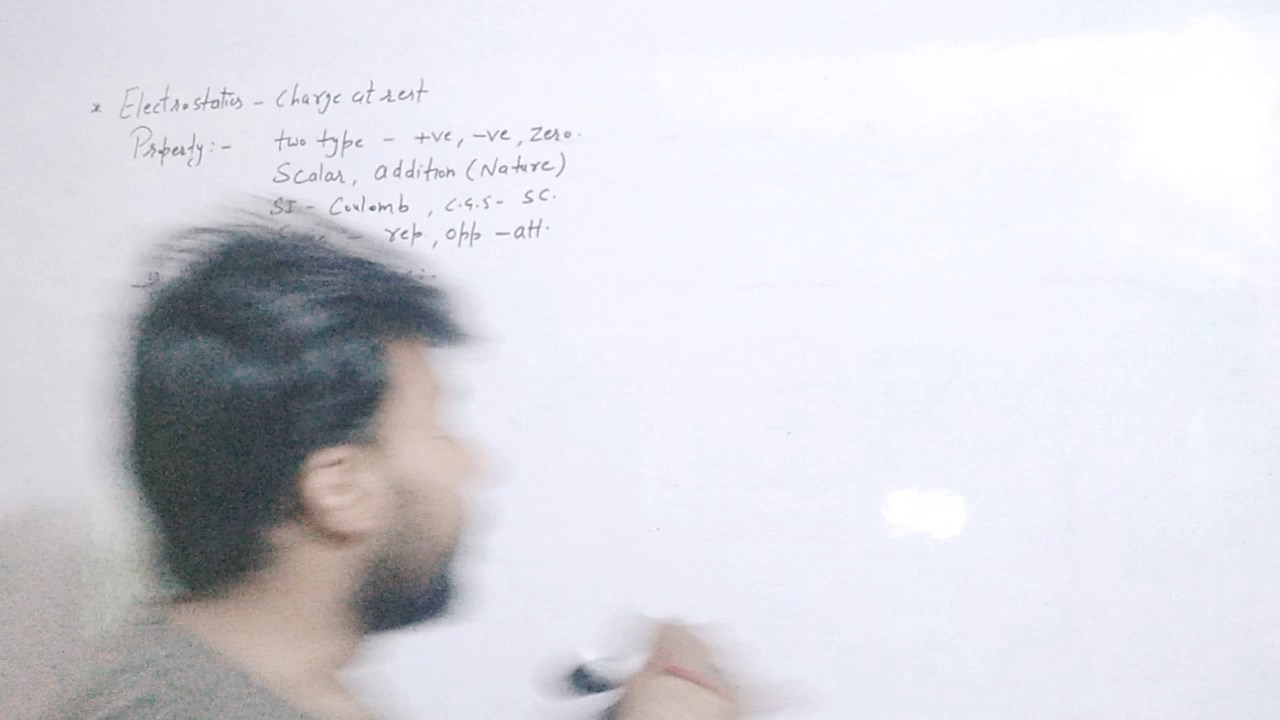 * Electrostatics - Charge at rest
Property:- two type - +ve, -ve, zero.
Scalar, addition (Nature)
SI - Coulomb, C.G.S - SC.
rep., opp - att.